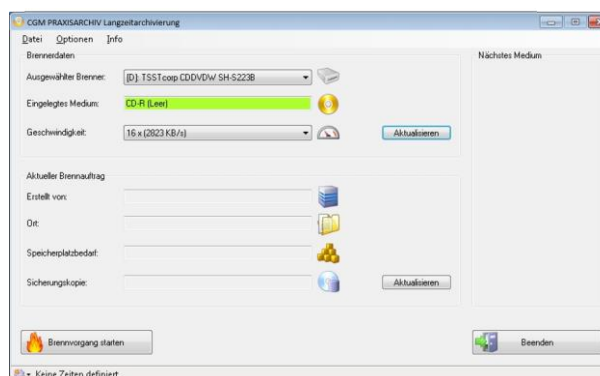 CGM PRAXISARCHIV Langzeitarchivierung
Datei Optionen Info
Brennerdaten
Nächstes Medium
Ausgewählter Brenner: [D]: TSSTcorp CDDVDW SH-S223B
Eingelegtes Medium: CD-R (Leer)
Geschwindigkeit: 16 x (2823 KB/s) Aktualisieren
Aktueller Brennauftrag
Erstellt von:
Ort:
Speicherplatzbedarf:
Sicherungskopie: Aktualisieren
Brennvorgang starten Beenden
Keine Zeiten definiert